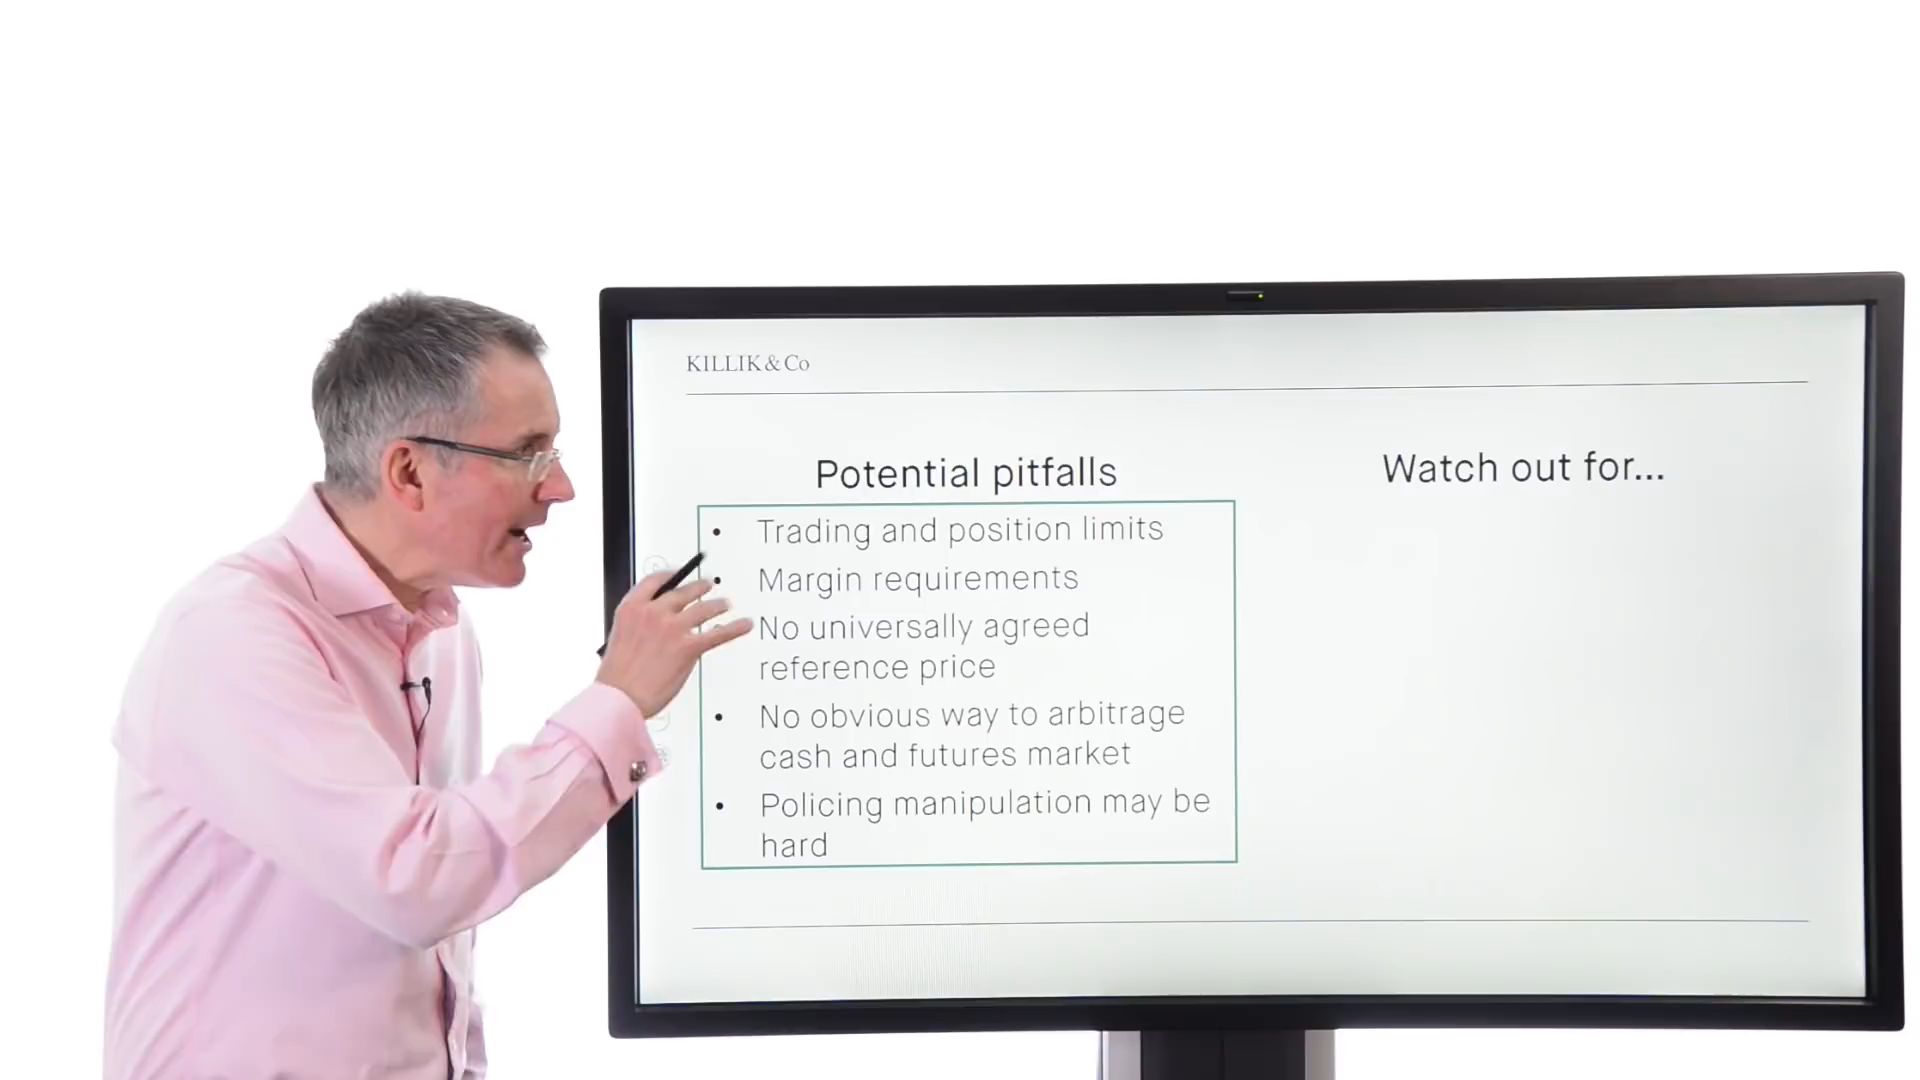 KILLIK & Co
Potential pitfalls
• Trading and position limits
• Margin requirements
No universally agreed
reference price
• No obvious way to arbitrage
cash and futures market
• Policing manipulation may be
hard
Watch out for...